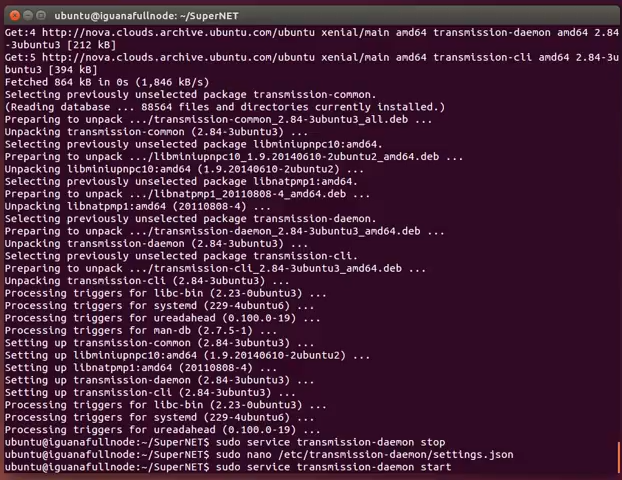 ubuntu@iguanafullnode: ~/SuperNET
Get:4 http://nova.clouds.archive.ubuntu.com/ubuntu xenial/main amd64 transmission-daemon amd64 2.84
-3ubuntu3 [212 kB]
Get:5 http://nova.clouds.archive.ubuntu.com/ubuntu xenial/main amd64 transmission-cli amd64 2.84-3u
buntu3 [394 kB]
Fetched 864 kB in 0s (1,846 kB/s)
Selecting previously unselected package transmission-common.
(Reading database ... 88564 files and directories currently installed.)
Preparing to unpack .../transmission-common_2.84-3ubuntu3_all.deb ...
Unpacking transmission-common (2.84-3ubuntu3) ...
Selecting previously unselected package libminiupnpc10:amd64.
Preparing to unpack .../libminiupnpc10_1.9.20140610-2ubuntu2_amd64.deb ...
Unpacking libminiupnpc10:amd64 (1.9.20140610-2ubuntu2) ...
Selecting previously unselected package libnatpmp1:amd64.
Preparing to unpack .../libnatpmp1_20110808-4_amd64.deb ...
Unpacking libnatpmp1:amd64 (20110808-4) ...
Selecting previously unselected package transmission-daemon.
Preparing to unpack .../transmission-daemon_2.84-3ubuntu3_amd64.deb ...
Unpacking transmission-daemon (2.84-3ubuntu3) ...
Selecting previously unselected package transmission-cli.
Preparing to unpack .../transmission-cli_2.84-3ubuntu3_amd64.deb ...
Unpacking transmission-cli (2.84-3ubuntu3) ...
Processing triggers for libc-bin (2.23-0ubuntu3) ...
Processing triggers for systemd (229-4ubuntu6) ...
Processing triggers for ureadahead (0.100.0-19) ...
Processing triggers for man-db (2.7.5-1) ...
Setting up transmission-common (2.84-3ubuntu3) ...
Setting up libminiupnpc10:amd64 (1.9.20140610-2ubuntu2) ...
Setting up libnatpmp1:amd64 (20110808-4) ...
Setting up transmission-daemon (2.84-3ubuntu3) ...
Setting up transmission-cli (2.84-3ubuntu3) ...
Processing triggers for libc-bin (2.23-0ubuntu3) ...
Processing triggers for systemd (229-4ubuntu6) ...
Processing triggers for ureadahead (0.100.0-19) ...
ubuntu@iguanafullnode:~/SuperNET$ sudo service transmission-daemon stop
ubuntu@iguanafullnode:~/SuperNET$ sudo nano /etc/transmission-daemon/settings.json
ubuntu@iguanafullnode:~/SuperNET$ sudo service transmission-daemon start